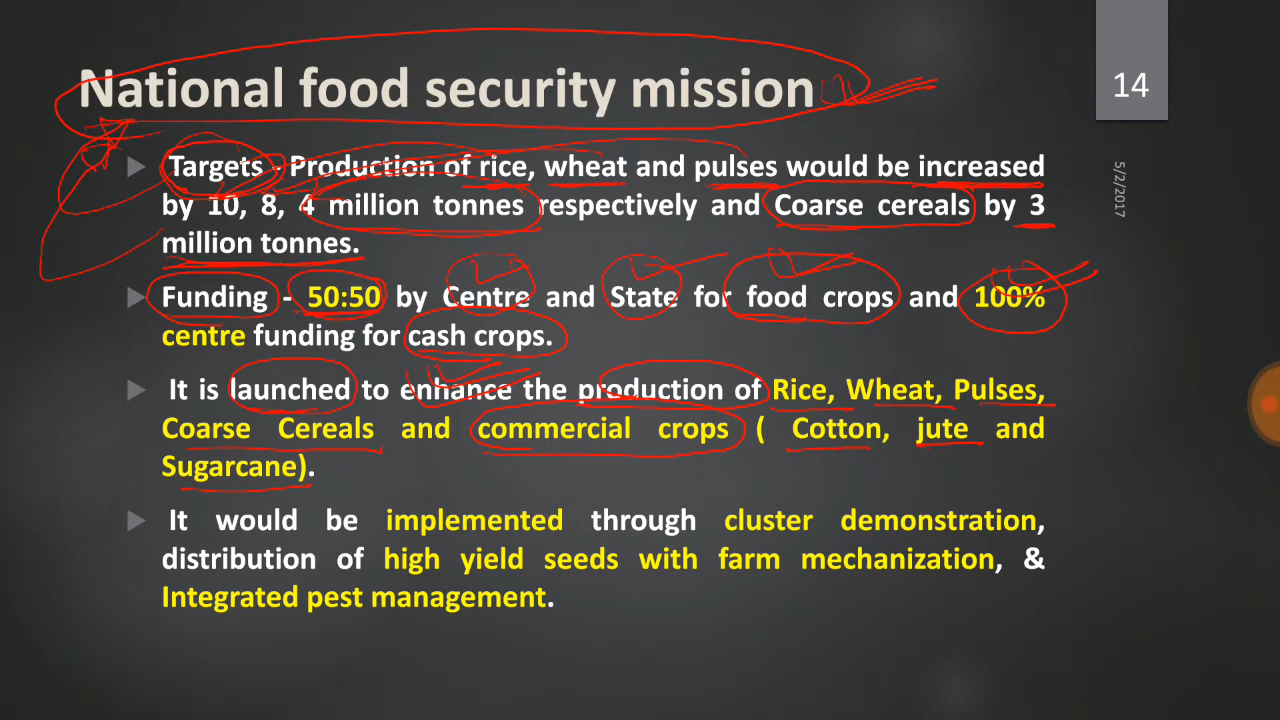 National food security mission
14
5/2/2017
Targets - Production of rice, wheat and pulses would be increased
by 10, 8, 4 million tonnes respectively and Coarse cereals by 3
million tonnes.
Funding - 50:50 by Centre and State for food crops and 100%
centre funding for cash crops.
It is launched to enhance the production of Rice, Wheat, Pulses,
Coarse Cereals and commercial crops ( Cotton, jute and
Sugarcane).
It would be implemented through cluster demonstration,
distribution of high yield seeds with farm mechanization, &
Integrated pest management.